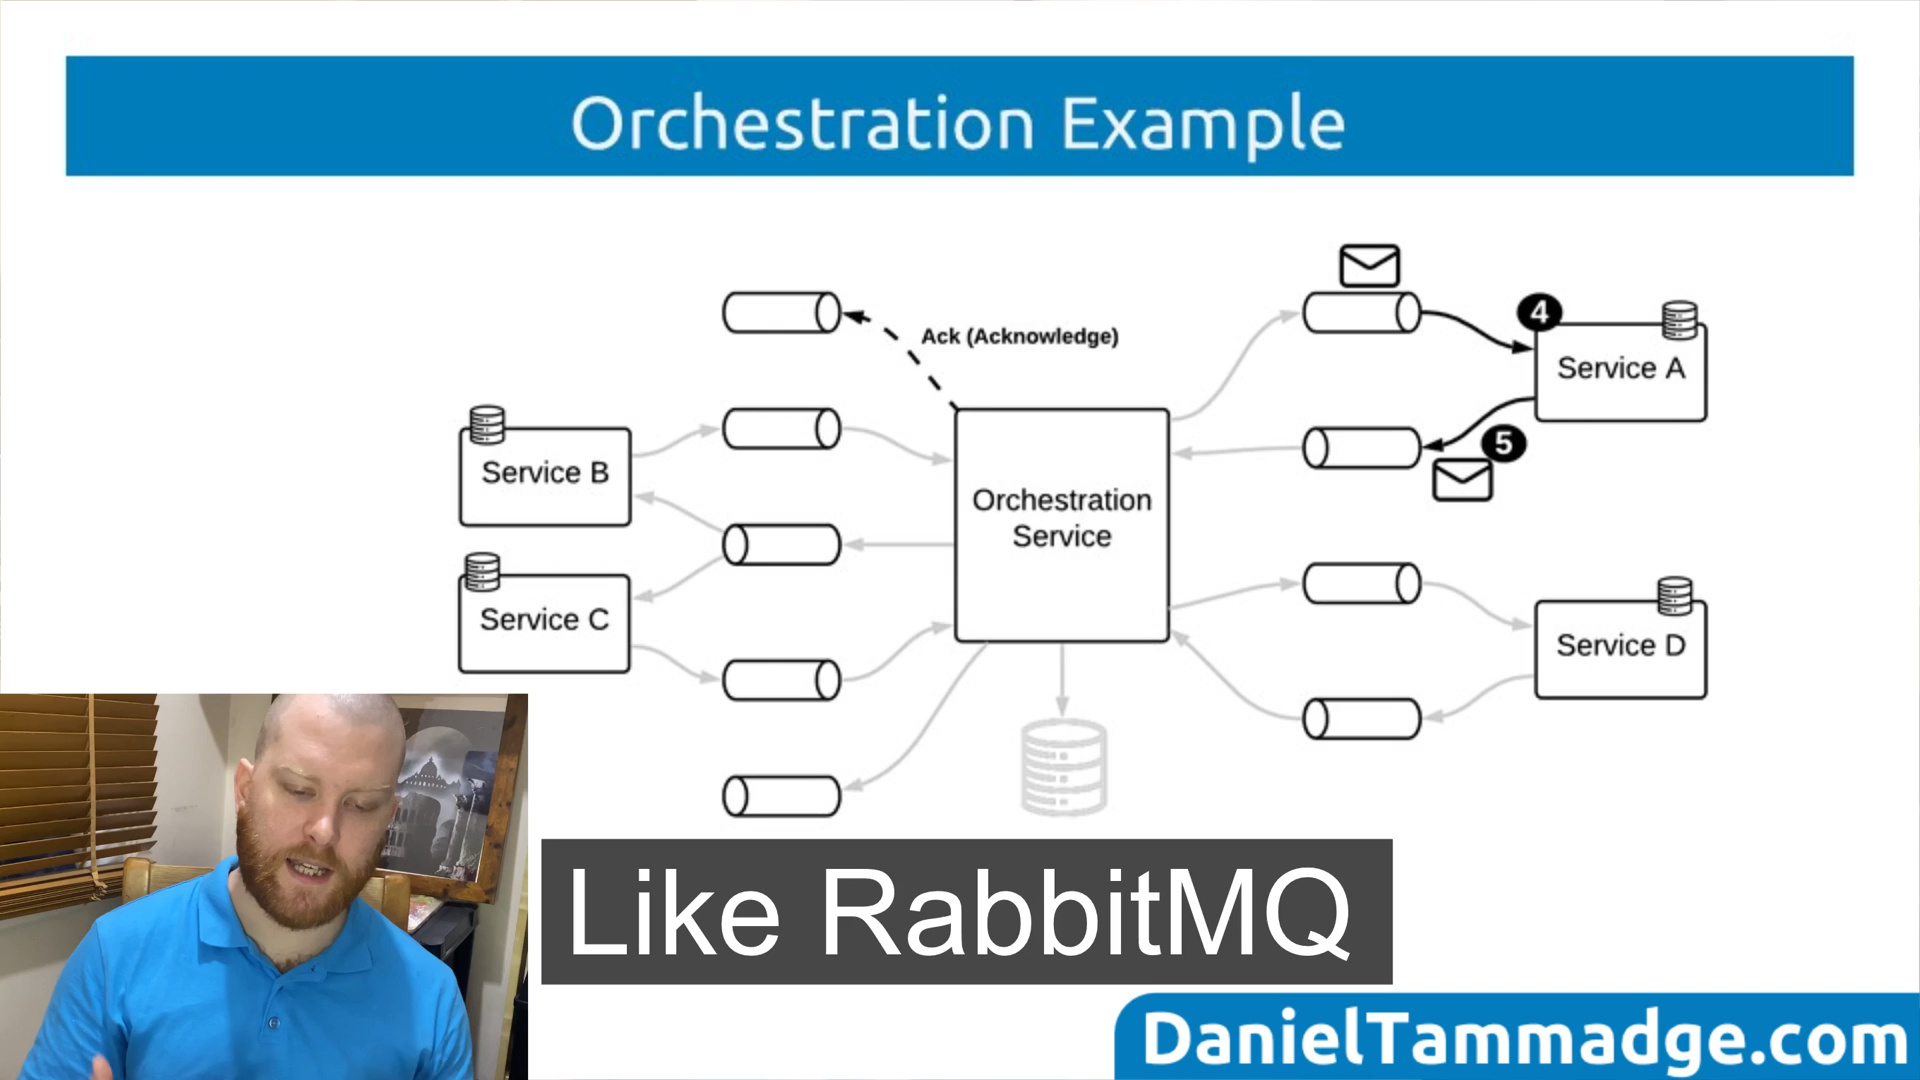 Orchestration Example
Ack (Acknowledge)
4
Service A
5
Service B
Orchestration
Service
Service C
Service D
Like RabbitMQ
DanielTammadge.com